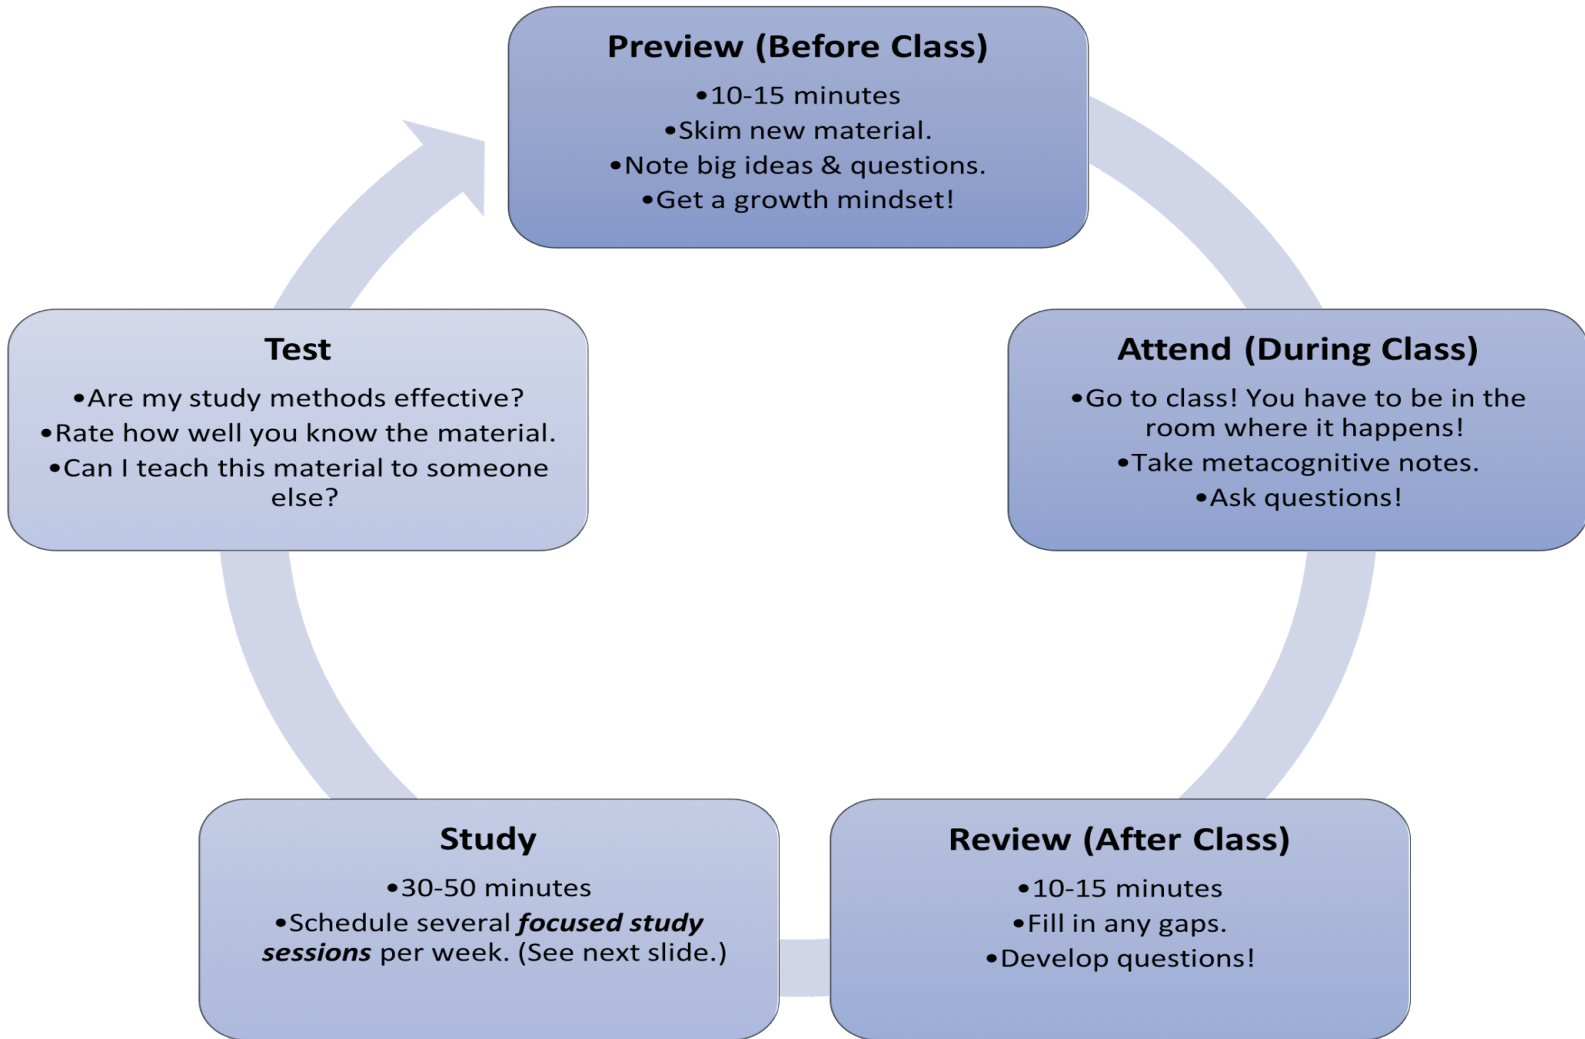 Preview (Before Class)
•10-15 minutes
•Skim new material.
•Note big ideas & questions.
•Get a growth mindset!
Attend (During Class)
•Go to class! You have to be in the
room where it happens!
•Take metacognitive notes.
•Ask questions!
Review (After Class)
•10-15 minutes
•Fill in any gaps.
•Develop questions!
Study
•30-50 minutes
•Schedule several focused study
sessions per week. (See next slide.)
Test
•Are my study methods effective?
•Rate how well you know the material.
•Can I teach this material to someone
else?